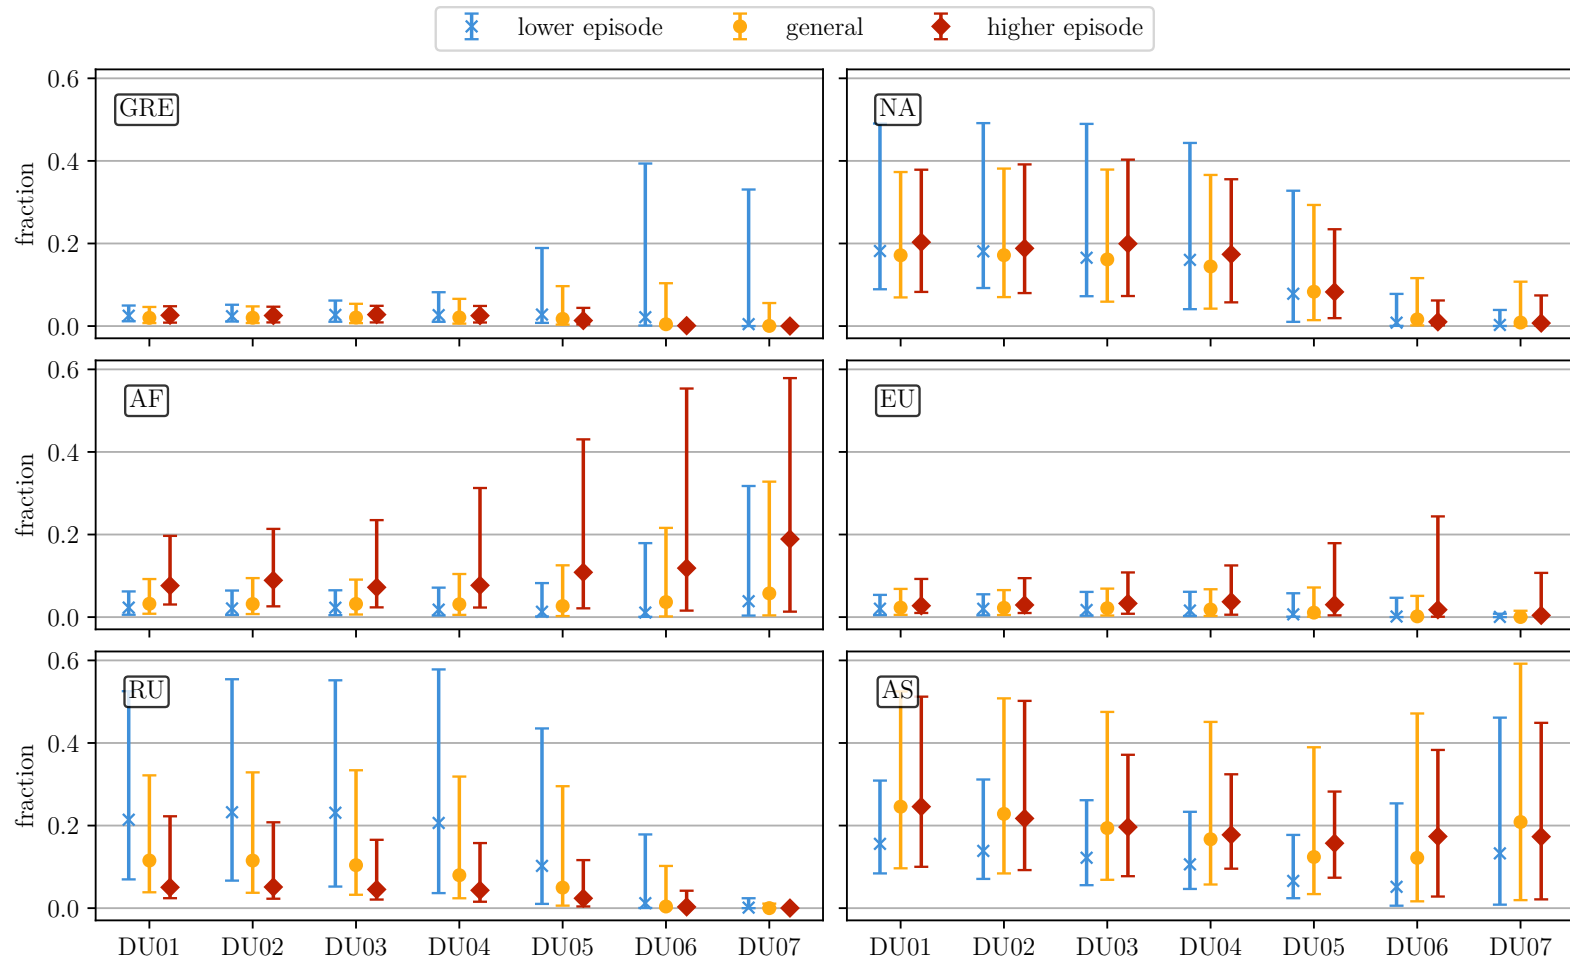 lower episode general higher episode
0.6
0.4
0.2
0.0
fraction
GRE
NA
0.6
0.4
0.2
0.0
fraction
AF
EU
0.6
0.4
0.2
0.0
fraction
RU
AS
DU01 DU02 DU03 DU04 DU05 DU06 DU07 DU01 DU02 DU03 DU04 DU05 DU06 DU07